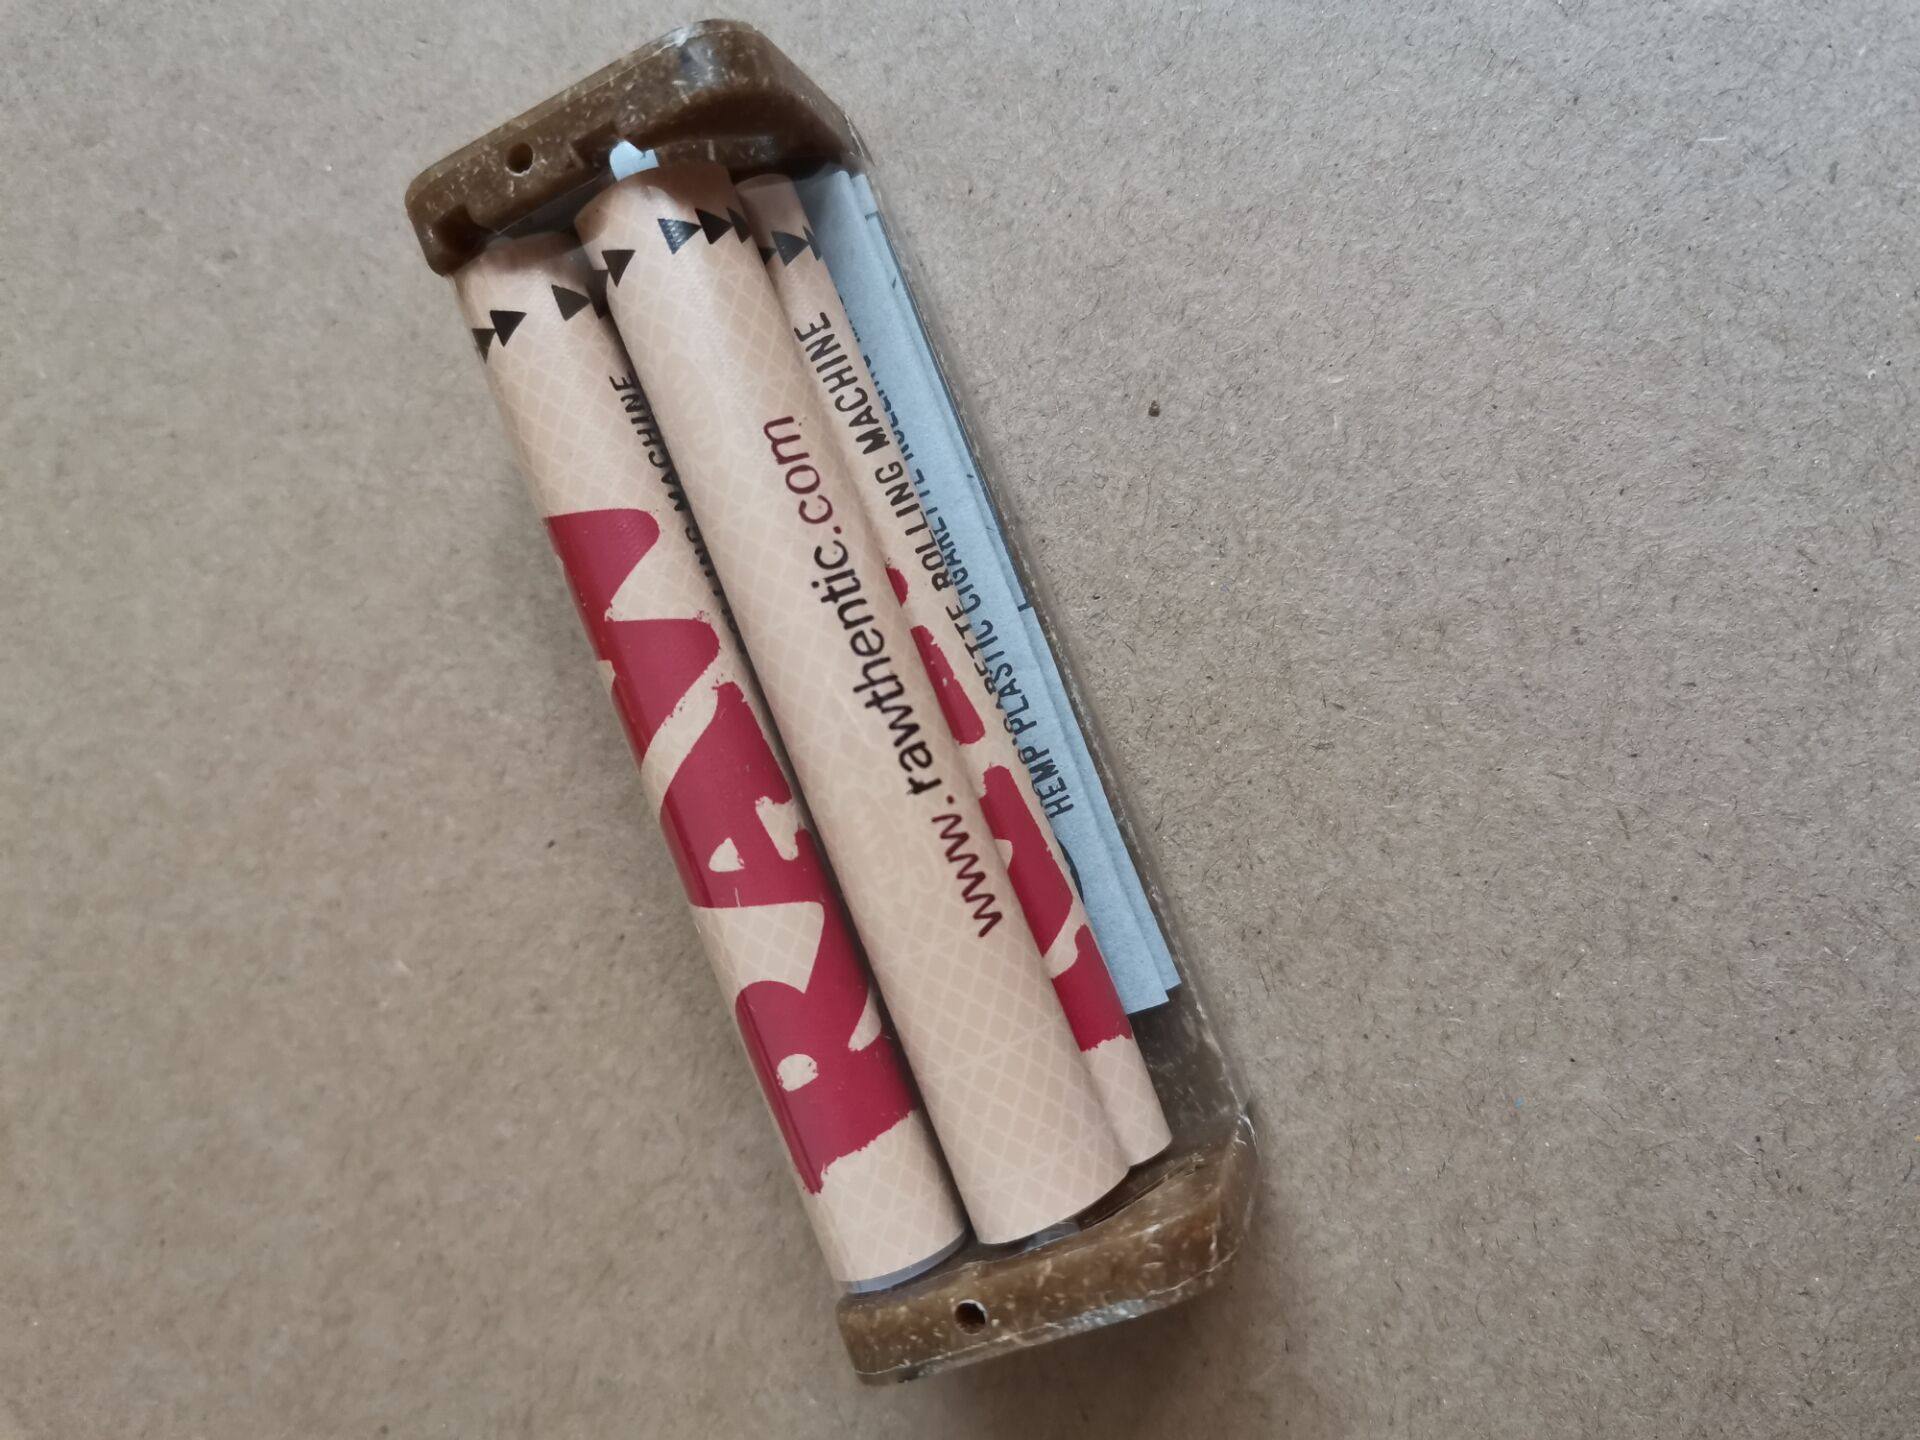 RAW
ROLLING MACHINE
www.rawthentic.com
ROLLING MACHINE
HEMP PLASTIC CIGARETTE